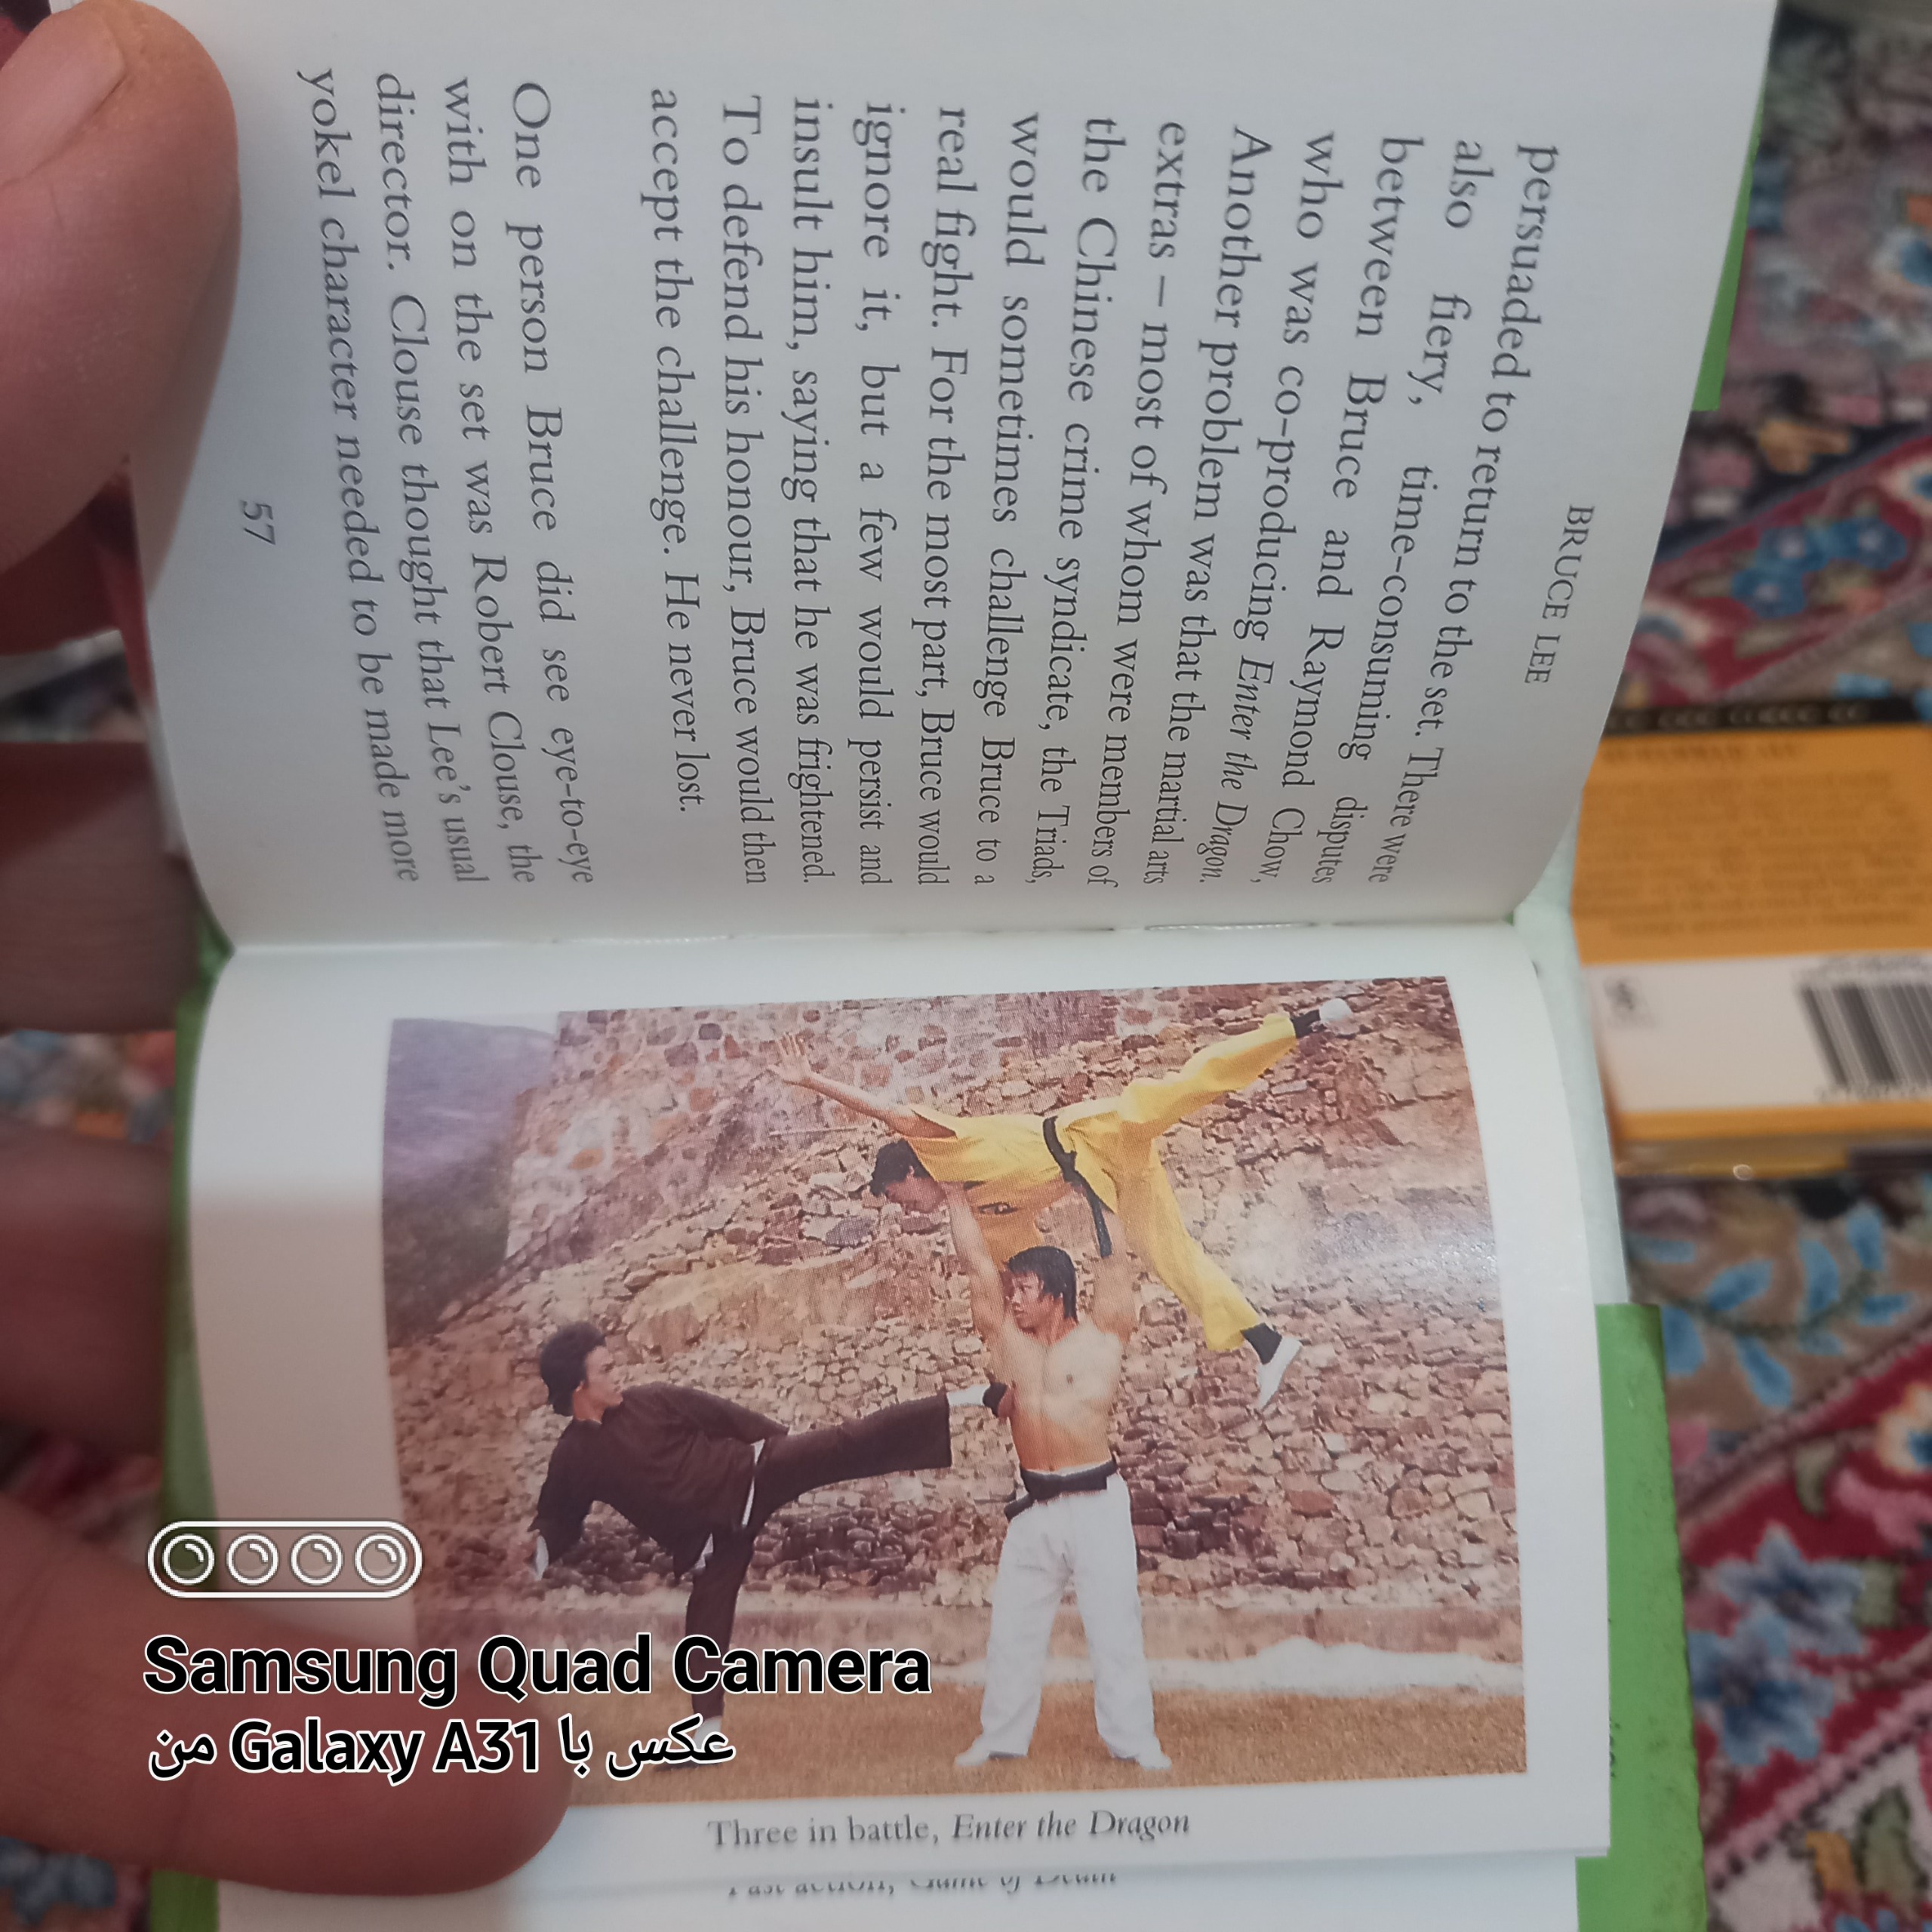 BRUCE LEE
persuaded to return to the set. There were
also fiery, time-consuming disputes
between Bruce and Raymond Chow,
who was co-producing Enter the Dragon.
Another problem was that the martial arts
extras – most of whom were members of
the Chinese crime syndicate, the Triads,
would sometimes challenge Bruce to a
real fight. For the most part, Bruce would
ignore it, but a few would persist and
insult him, saying that he was frightened.
To defend his honour, Bruce would then
accept the challenge. He never lost.
One person Bruce did see eye-to-eye
with on the set was Robert Clouse, the
director. Clouse thought that Lee's usual
yokel character needed to be made more
57
Three in battle, Enter the Dragon
Samsung Quad Camera
عکس با Galaxy A31 من